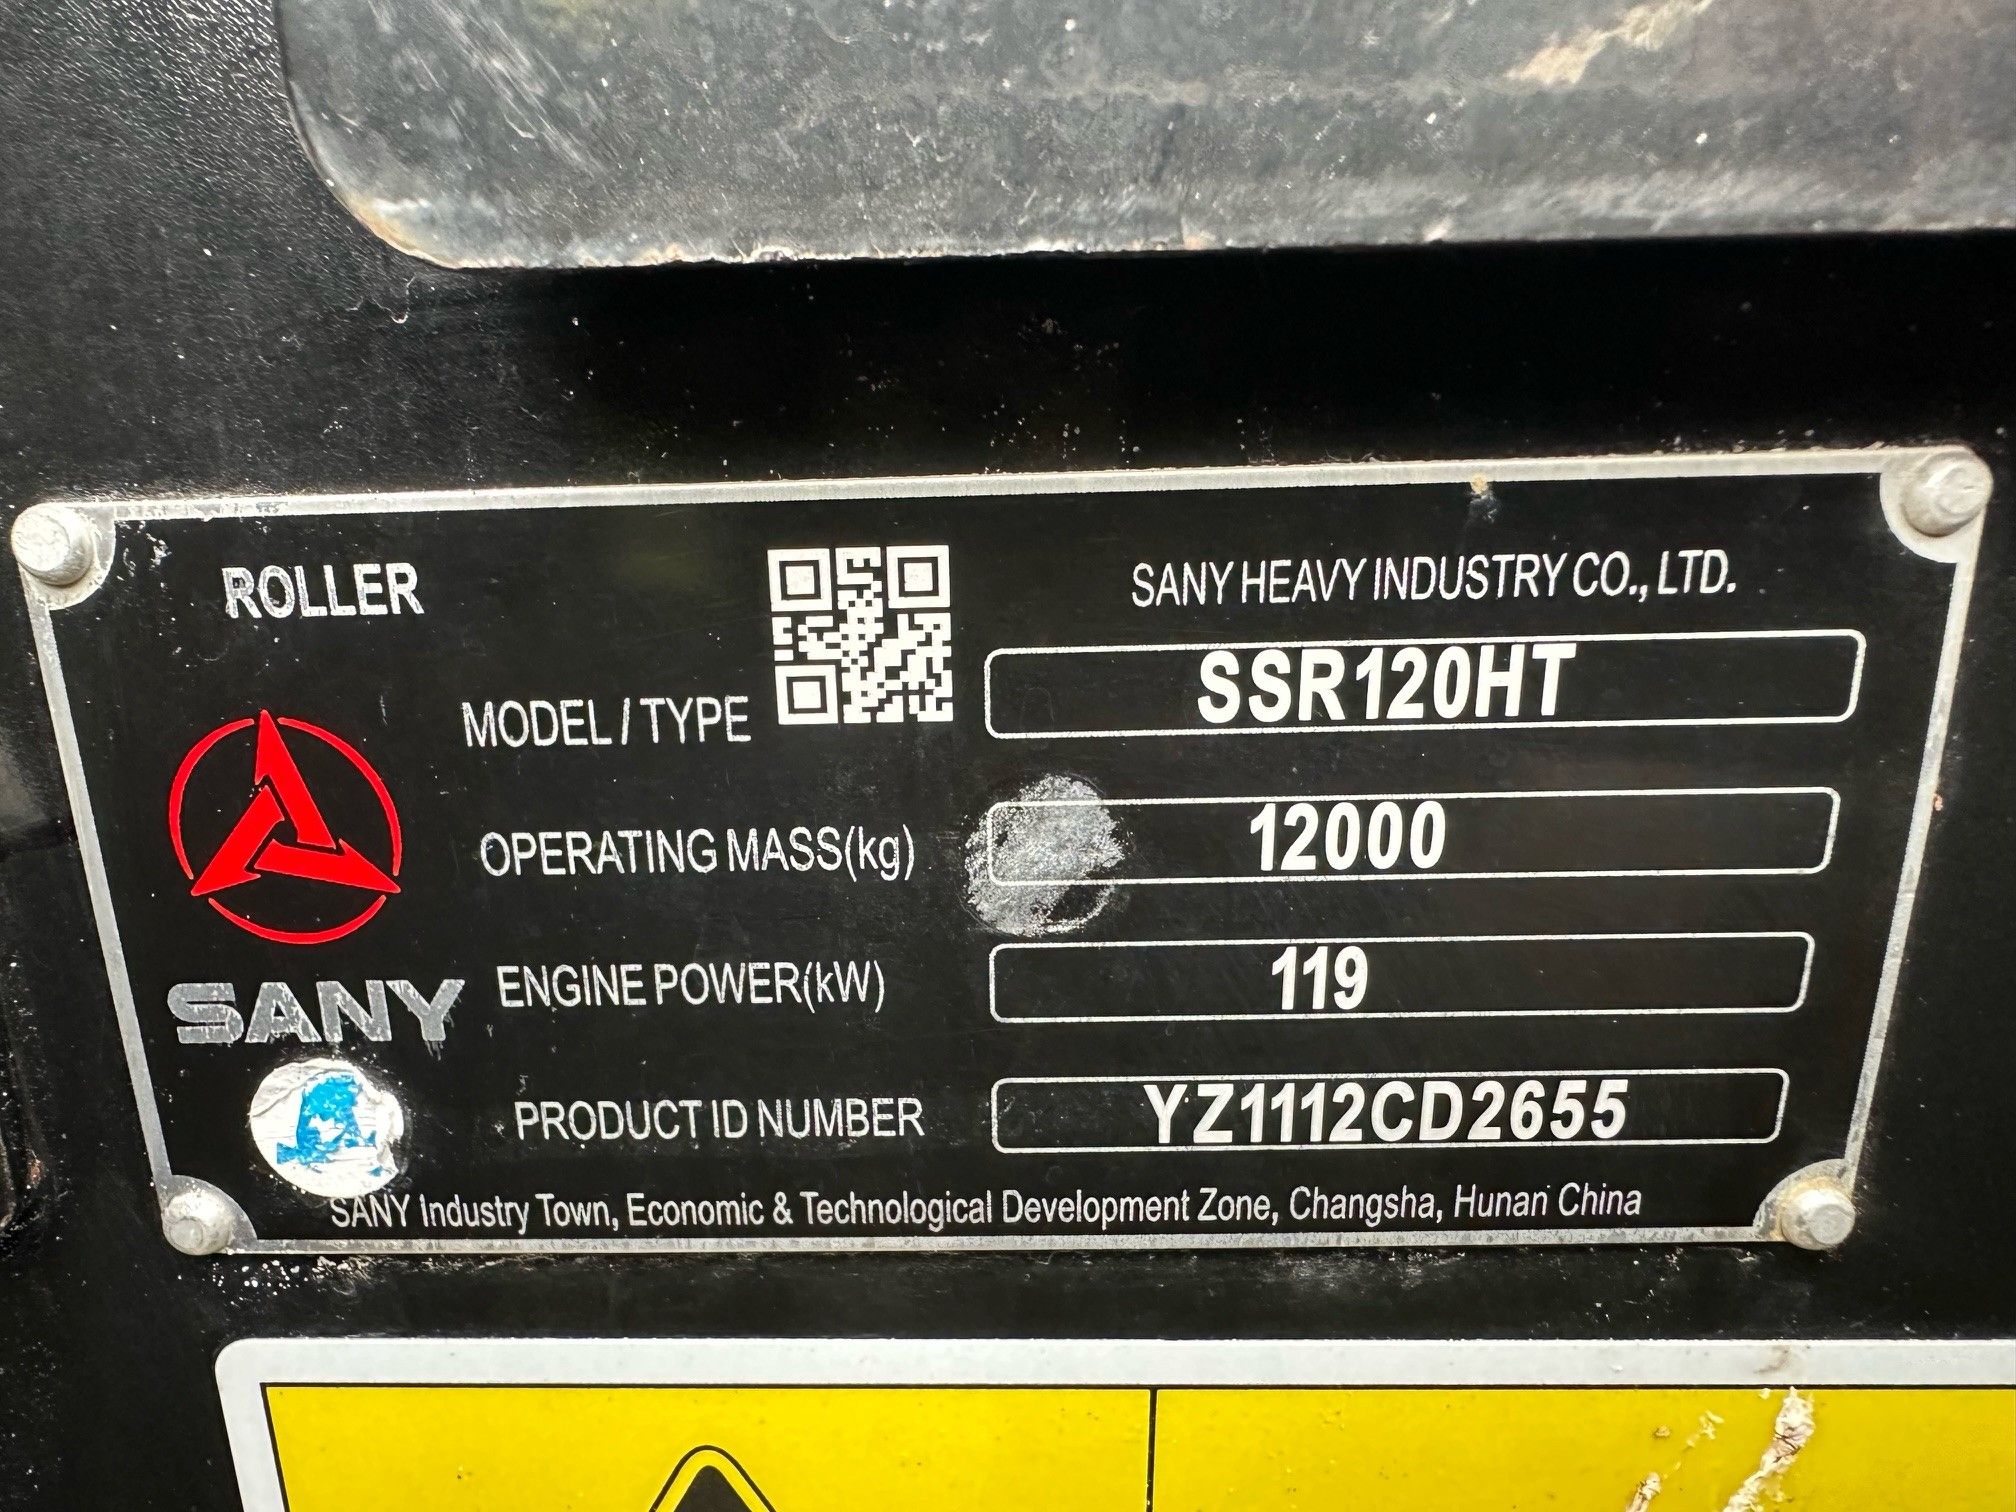 ROLLER
SANY HEAVY INDUSTRY CO., LTD.
MODEL / TYPE SSR120HT
OPERATING MASS(kg) 12000
ENGINE POWER(kW) 119
SANY
PRODUCT ID NUMBER YZ1112CD2655
SANY Industry Town, Economic & Technological Development Zone, Changsha, Hunan China